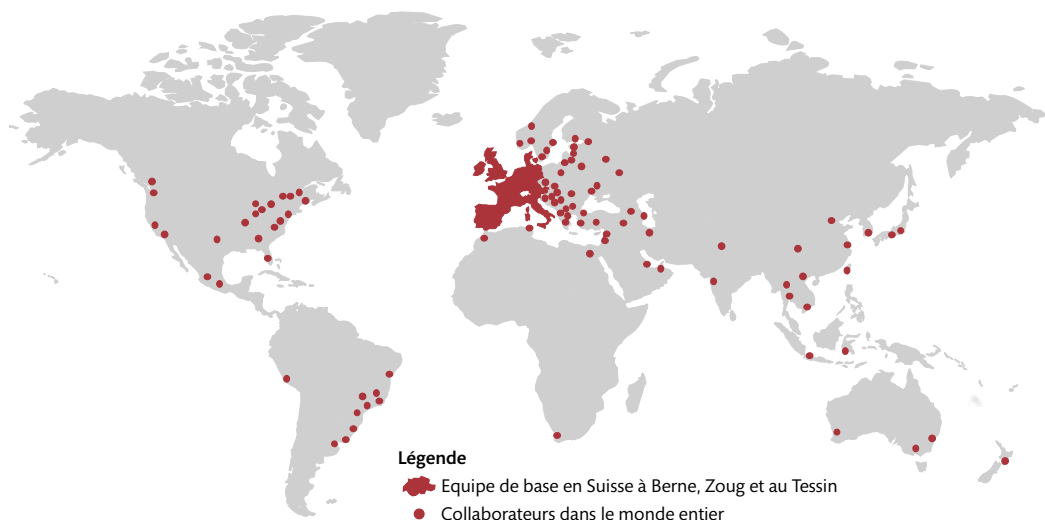 Légende
Equipe de base en Suisse à Berne, Zoug et au Tessin
Collaborateurs dans le monde entier